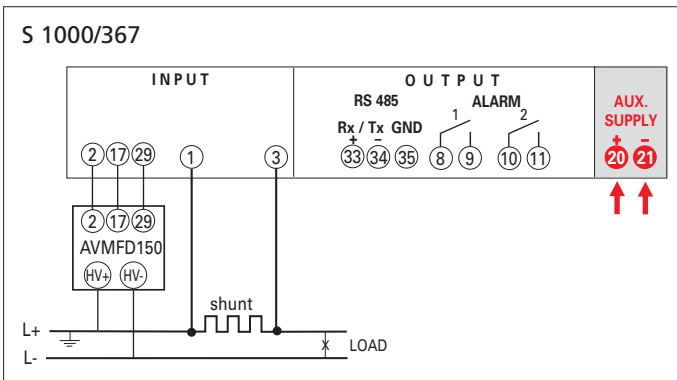 S 1000/367
INPUT
OUTPUT
RS 485
ALARM
1
2
AUX.
SUPPLY
Rx / Tx GND
+ −
+ −
2 17 29 1 3 33 34 35 8 9 10 11 20 21
2 17 29
AVMFD150
HV+ HV-
shunt
L+
x LOAD
L-